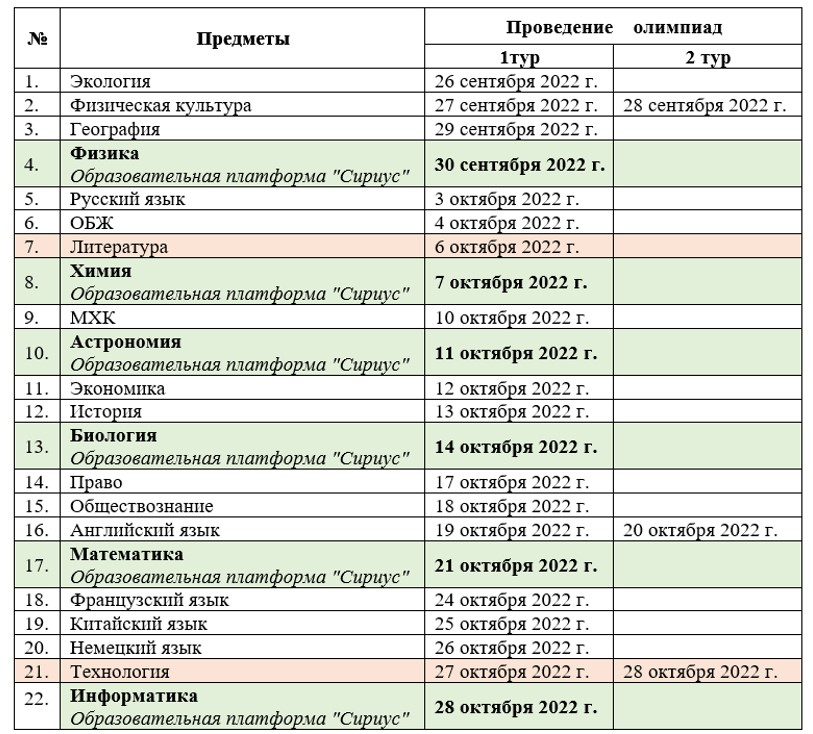 № Предметы Проведение олимпиад
1тур 2 тур
1. Экология 26 сентября 2022 г.
2. Физическая культура 27 сентября 2022 г. 28 сентября 2022 г.
3. География 29 сентября 2022 г.
4. Физика 30 сентября 2022 г.
Образовательная платформа "Сириус"
5. Русский язык 3 октября 2022 г.
6. ОБЖ 4 октября 2022 г.
7. Литература 6 октября 2022 г.
8. Химия 7 октября 2022 г.
Образовательная платформа "Сириус"
9. МХК 10 октября 2022 г.
10. Астрономия 11 октября 2022 г.
Образовательная платформа "Сириус"
11. Экономика 12 октября 2022 г.
12. История 13 октября 2022 г.
13. Биология 14 октября 2022 г.
Образовательная платформа "Сириус"
14. Право 17 октября 2022 г.
15. Обществознание 18 октября 2022 г.
16. Английский язык 19 октября 2022 г. 20 октября 2022 г.
17. Математика 21 октября 2022 г.
Образовательная платформа "Сириус"
18. Французский язык 24 октября 2022 г.
19. Китайский язык 25 октября 2022 г.
20. Немецкий язык 26 октября 2022 г.
21. Технология 27 октября 2022 г. 28 октября 2022 г.
22. Информатика 28 октября 2022 г.
Образовательная платформа "Сириус"